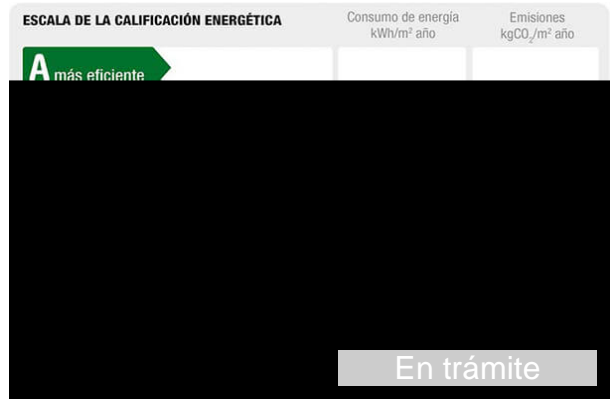 ESCALA DE LA CALIFICACIÓN ENERGÉTICA
Consumo de energía
kWh/m² año
Emisiones
kgCO₂/m² año
A más eficiente
En trámite